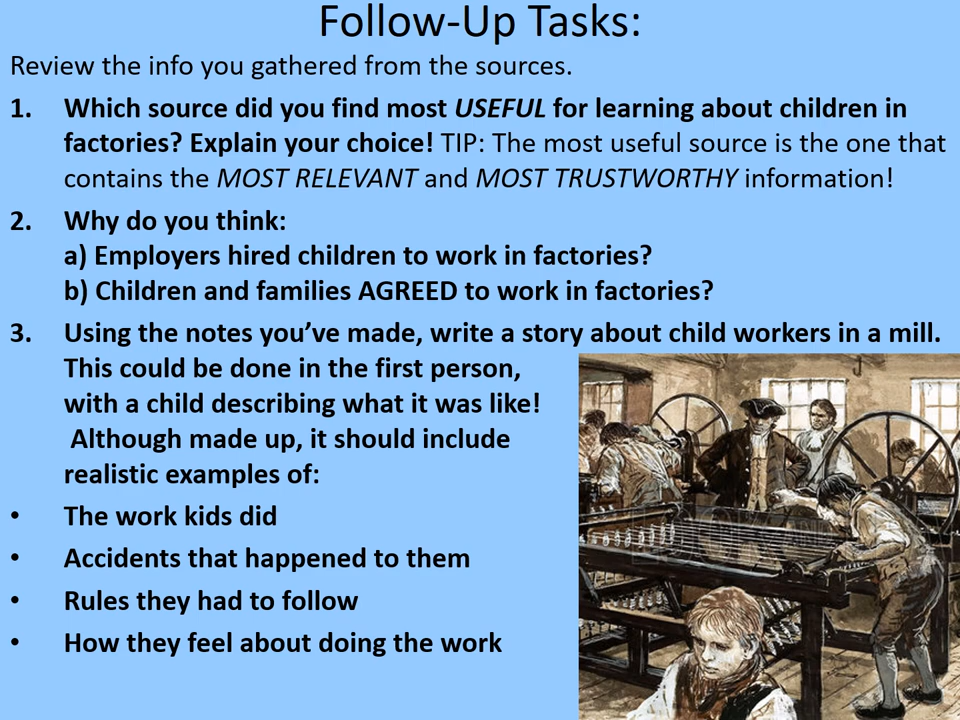 Follow-Up Tasks:
Review the info you gathered from the sources.
1. Which source did you find most USEFUL for learning about children in
factories? Explain your choice! TIP: The most useful source is the one that
contains the MOST RELEVANT and MOST TRUSTWORTHY information!
2. Why do you think:
a) Employers hired children to work in factories?
b) Children and families AGREED to work in factories?
3. Using the notes you’ve made, write a story about child workers in a mill.
This could be done in the first person,
with a child describing what it was like!
Although made up, it should include
realistic examples of:
• The work kids did
• Accidents that happened to them
• Rules they had to follow
• How they feel about doing the work